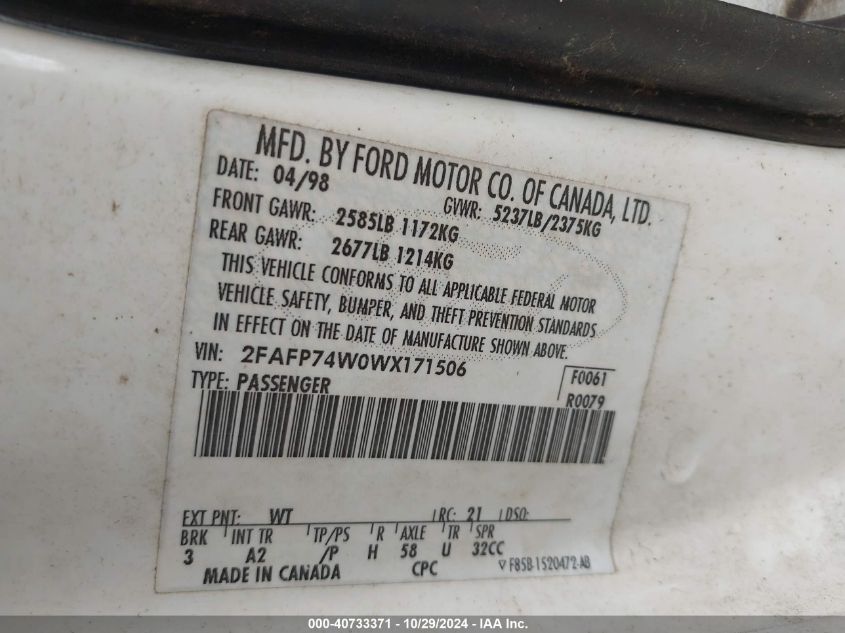 MFD. BY FORD MOTOR CO. OF CANADA, LTD.
DATE: 04/98 GVWR: 5237LB/2375KG
FRONT GAWR: 2585LB 1172KG
REAR GAWR: 2677LB 1214KG
THIS VEHICLE CONFORMS TO ALL APPLICABLE FEDERAL MOTOR
VEHICLE SAFETY, BUMPER, AND THEFT PREVENTION STANDARDS
IN EFFECT ON THE DATE OF MANUFACTURE SHOWN ABOVE.
VIN: 2FAFP74W0WX171506
TYPE: PASSENGER
F0061
R0079
EXT PNT: WT RC: 21 DSO:
BRK INT TR TP/PS R AXLE TR SPR
3 A2 /P H 58 U 32CC
MADE IN CANADA CPC ▽ F85B-1520472-AB
000-40733371 - 10/29/2024 - IAA Inc.